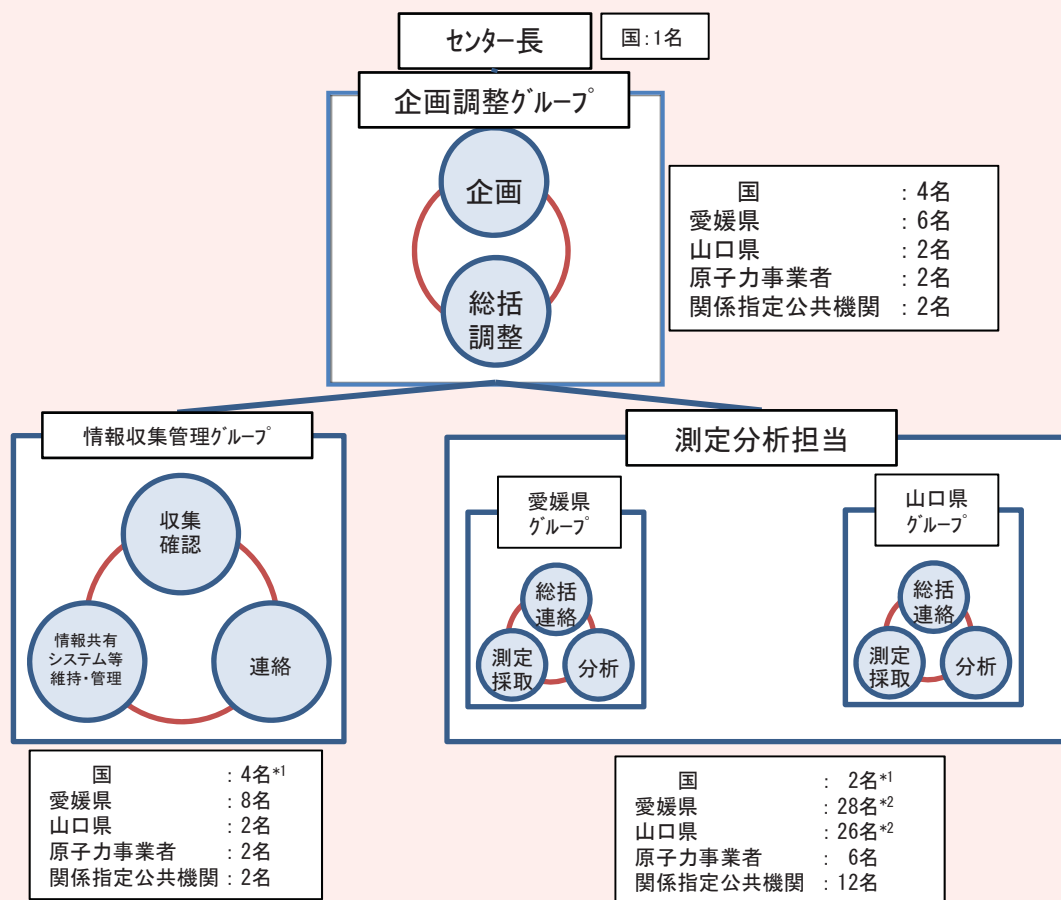 センター長
国:1名
企画調整グループ
企画
総括
調整
国 : 4名
愛媛県 : 6名
山口県 : 2名
原子力事業者 : 2名
関係指定公共機関 : 2名
情報収集管理グループ
収集
確認
情報共有
システム等
維持・管理
連絡
国 : 4名*1
愛媛県 : 8名
山口県 : 2名
原子力事業者 : 2名
関係指定公共機関 : 2名
測定分析担当
愛媛県
グループ
総括
連絡
測定
採取
分析
山口県
グループ
総括
連絡
測定
採取
分析
国 : 2名*1
愛媛県 : 28名*2
山口県 : 26名*2
原子力事業者 : 6名
関係指定公共機関 : 12名